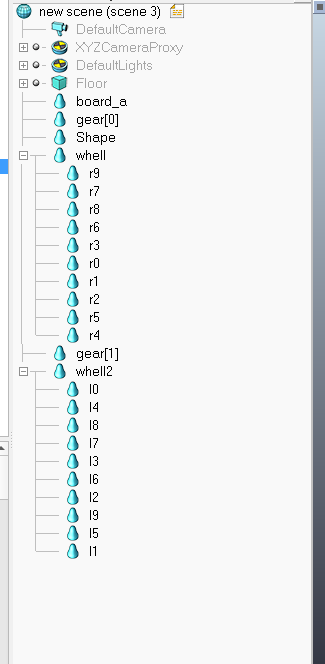 new scene (scene 3)
DefaultCamera
XYZCameraProxy
DefaultLights
Floor
board_a
gear[0]
Shape
whell
r9
r7
r8
r6
r3
r0
r1
r2
r5
r4
gear[1]
whell2
l0
l4
l8
l7
l3
l6
l2
l9
l5
l1